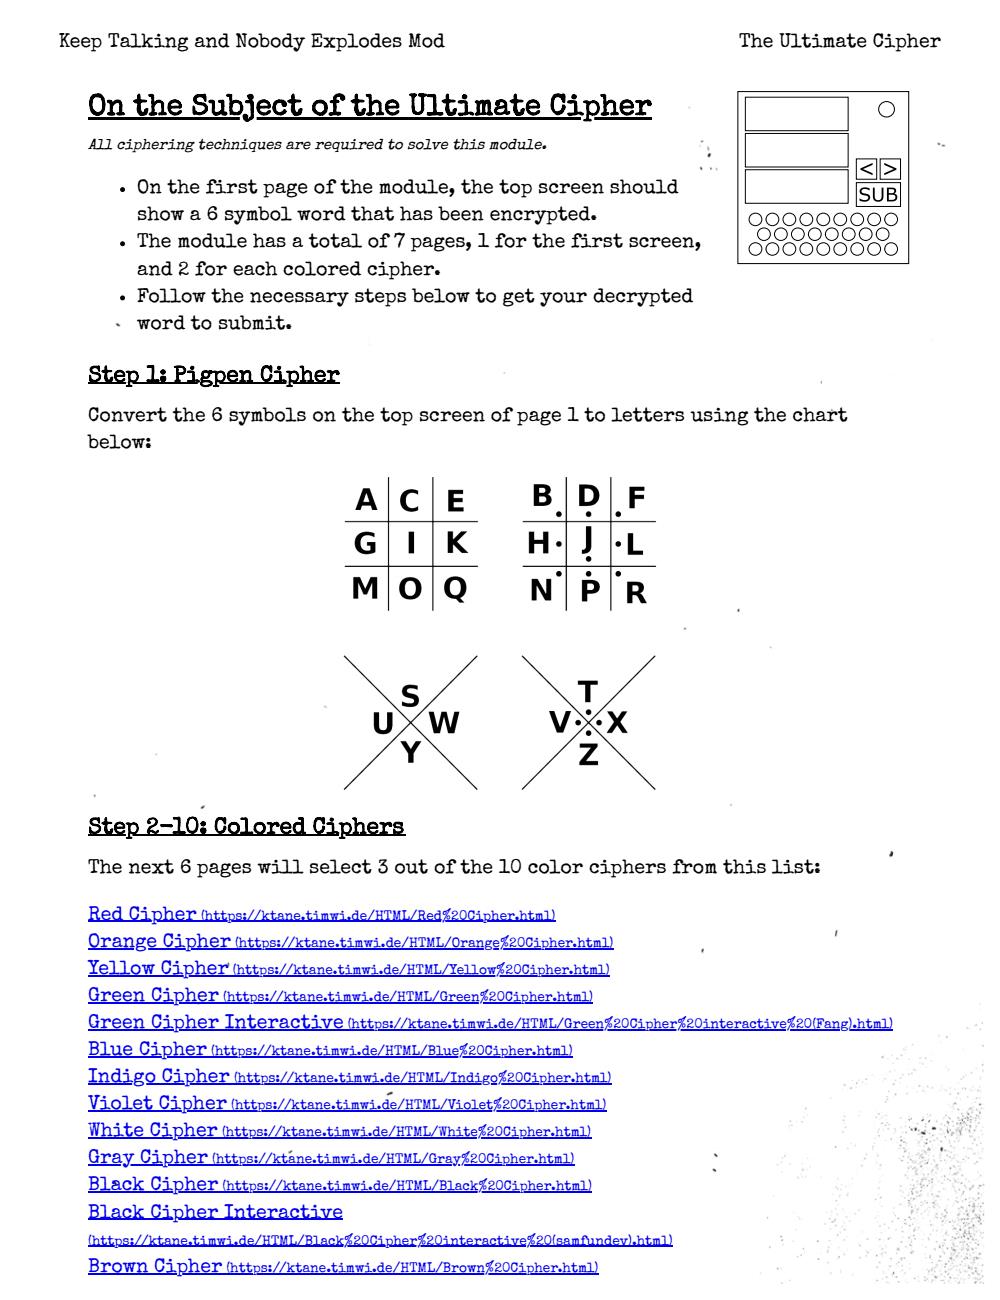 Keep Talking and Nobody Explodes Mod The Ultimate Cipher
On the Subject of the Ultimate Cipher
All ciphering techniques are required to solve this module.
• On the first page of the module, the top screen should
show a 6 symbol word that has been encrypted.
• The module has a total of 7 pages, 1 for the first screen,
and 2 for each colored cipher.
• Follow the necessary steps below to get your decrypted
word to submit.
< >
SUB
Step 1: Pigpen Cipher
Convert the 6 symbols on the top screen of page 1 to letters using the chart
below:
A C E B D F
G I K H J L
M O Q N P R
S T
U W V X
Y Z
Step 2-10: Colored Ciphers
The next 6 pages will select 3 out of the 10 color ciphers from this list:
Red Cipher (https://ktane.timwi.de/HTML/Red%20Cipher.html)
Orange Cipher (https://ktane.timwi.de/HTML/Orange%20Cipher.html)
Yellow Cipher (https://ktane.timwi.de/HTML/Yellow%20Cipher.html)
Green Cipher (https://ktane.timwi.de/HTML/Green%20Cipher.html)
Green Cipher Interactive (https://ktane.timwi.de/HTML/Green%20Cipher%20interactive%20(Fang).html)
Blue Cipher (https://ktane.timwi.de/HTML/Blue%20Cipher.html)
Indigo Cipher (https://ktane.timwi.de/HTML/Indigo%20Cipher.html)
Violet Cipher (https://ktane.timwi.de/HTML/Violet%20Cipher.html)
White Cipher (https://ktane.timwi.de/HTML/White%20Cipher.html)
Gray Cipher (https://ktane.timwi.de/HTML/Gray%20Cipher.html)
Black Cipher (https://ktane.timwi.de/HTML/Black%20Cipher.html)
Black Cipher Interactive
(https://ktane.timwi.de/HTML/Black%20Cipher%20interactive%20(samfundev).html)
Brown Cipher (https://ktane.timwi.de/HTML/Brown%20Cipher.html)